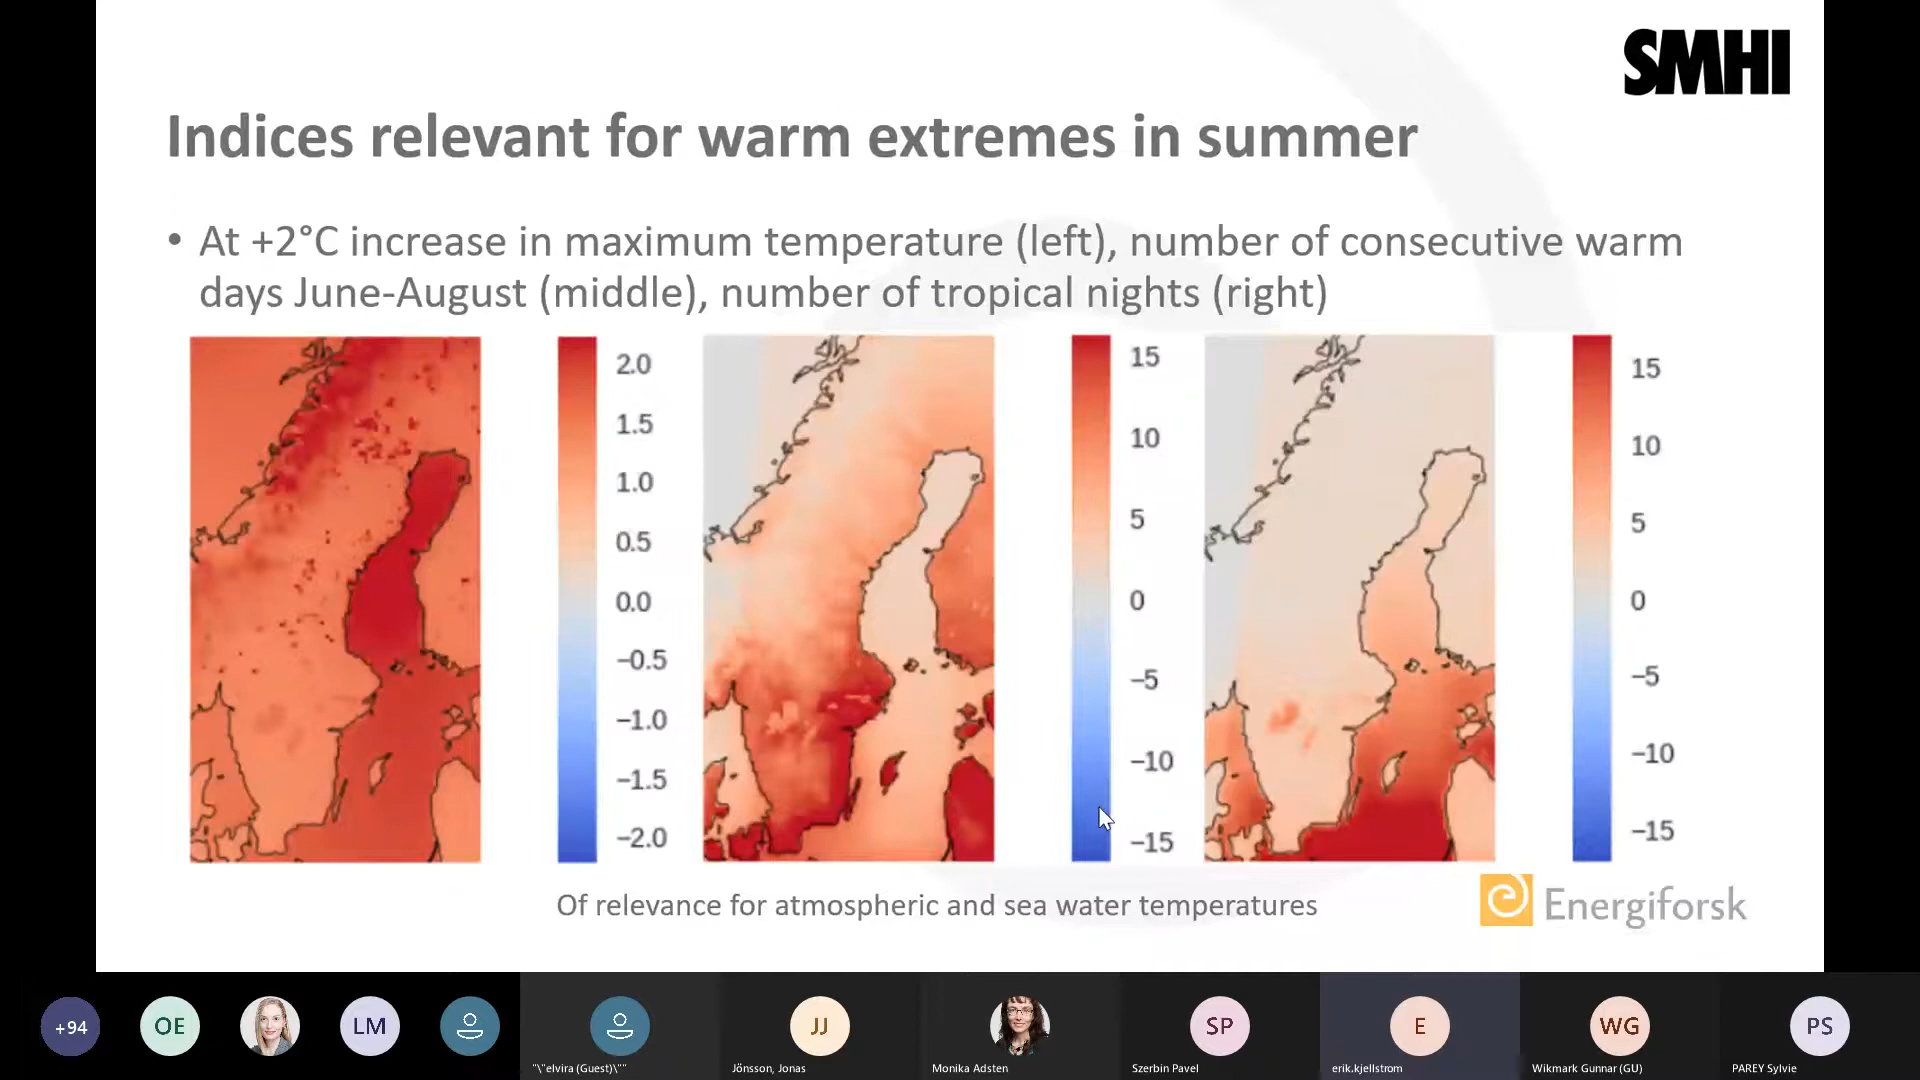 SMHI
Indices relevant for warm extremes in summer
• At +2°C increase in maximum temperature (left), number of consecutive warm
days June-August (middle), number of tropical nights (right)
2.0
1.5
1.0
0.5
0.0
−0.5
−1.0
−1.5
−2.0
15
10
5
0
−5
−10
−15
15
10
5
0
−5
−10
−15
Of relevance for atmospheric and sea water temperatures
Energiforsk
+94
OE
LM
JJ
SP
E
WG
PS
"\"elvira (Guest)\""
Jönsson, Jonas
Monika Adsten
Szerbin Pavel
erik.kjellstrom
Wikmark Gunnar (GU)
PAREY Sylvie